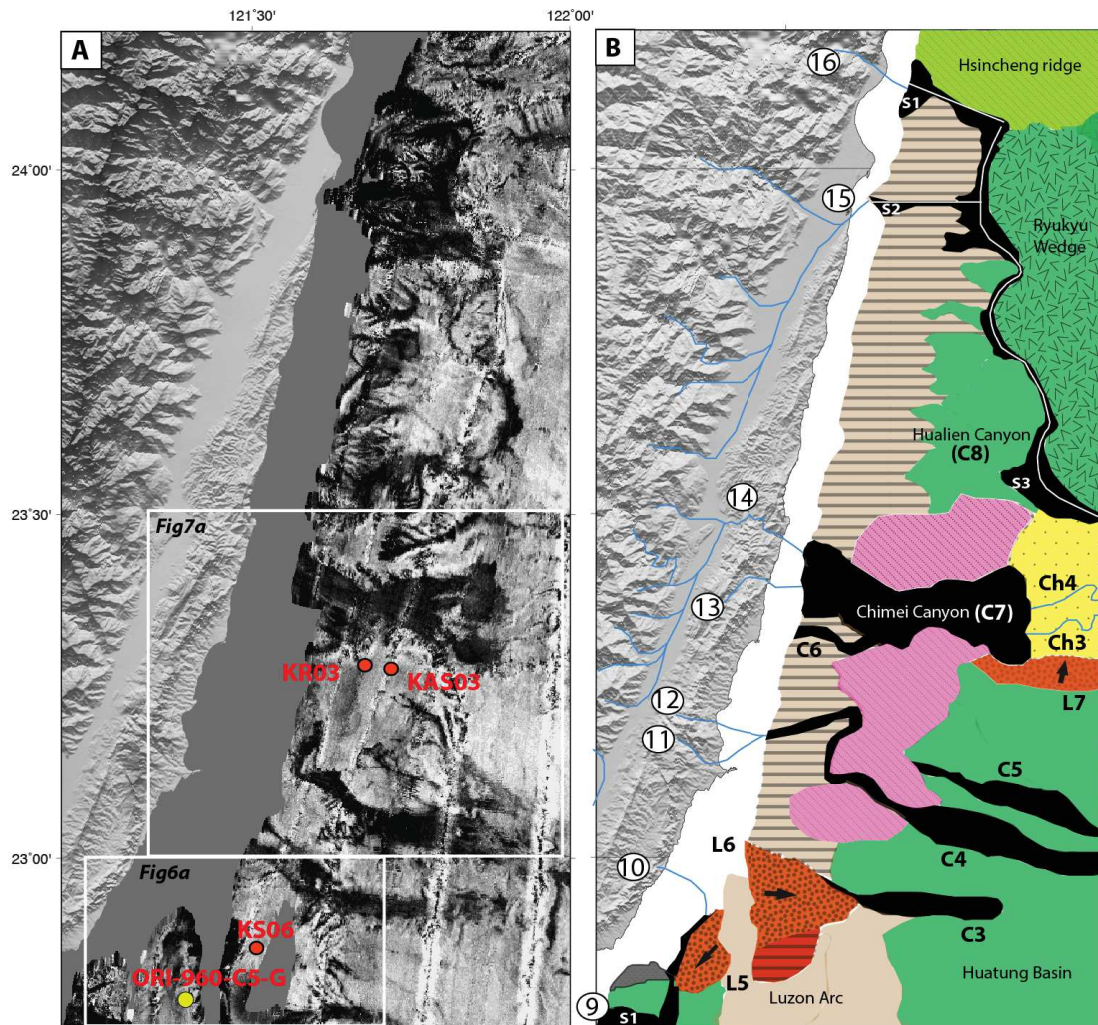 121˚30'
122˚00'
A
24˚00'
23˚30'
Fig7a
KR03
KAS03
23˚00'
Fig6a
KS06
ORI-960-C5-G
B
16
Hsincheng ridge
S1
15
S2
Ryukyu
Wedge
Hualien Canyon
(C8)
S3
14
Ch4
Chimei Canyon (C7)
13
Ch3
C6
L7
12
11
C5
L6
C4
10
C3
Huatung Basin
L5
Luzon Arc
9
S1